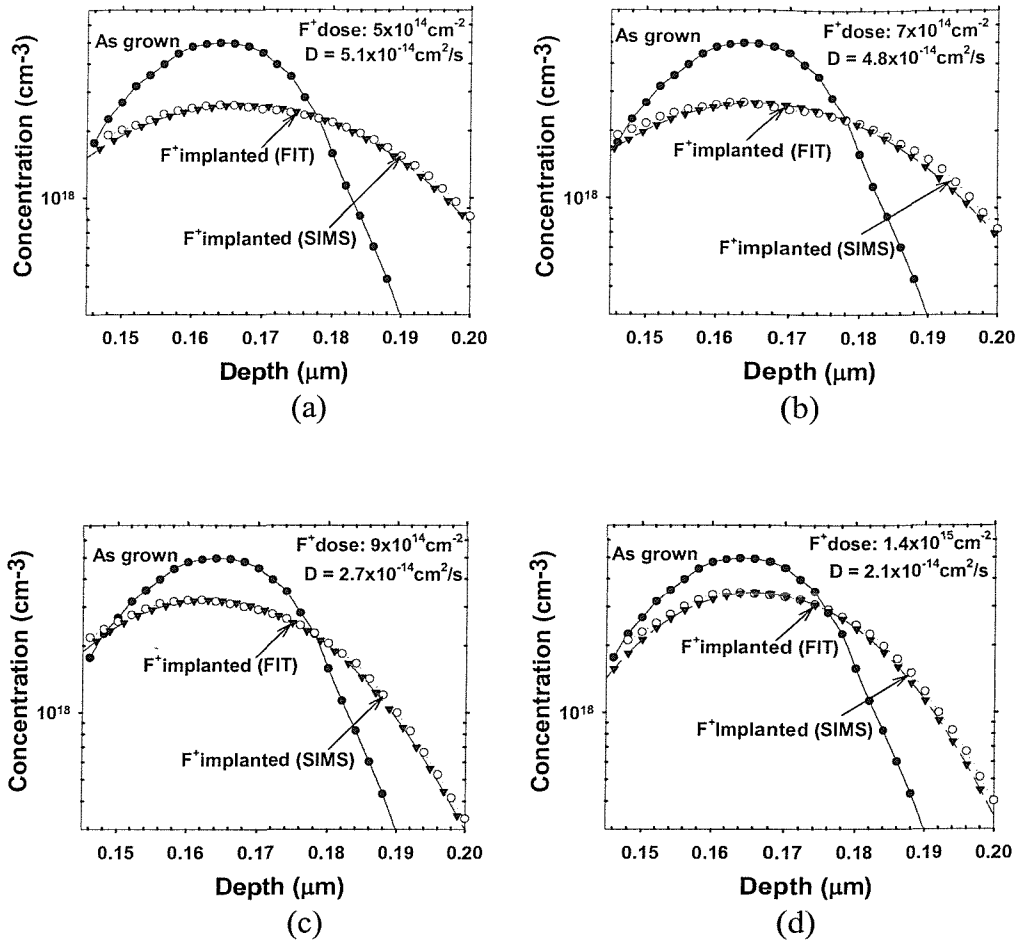 As grown
F⁺dose: 5x10¹⁴cm⁻²
D = 5.1x10⁻¹⁴cm²/s
F⁺implanted (FIT)
F⁺implanted (SIMS)
Concentration (cm-3)
10¹⁸
0.15 0.16 0.17 0.18 0.19 0.20
Depth (μm)
(a)
As grown
F⁺dose: 7x10¹⁴cm⁻²
D = 4.8x10⁻¹⁴cm²/s
F⁺implanted (FIT)
F⁺implanted (SIMS)
Concentration (cm-3)
10¹⁸
0.15 0.16 0.17 0.18 0.19 0.20
Depth (μm)
(b)
As grown
F⁺dose: 9x10¹⁴cm⁻²
D = 2.7x10⁻¹⁴cm²/s
F⁺implanted (FIT)
F⁺implanted (SIMS)
Concentration (cm-3)
10¹⁸
0.15 0.16 0.17 0.18 0.19 0.20
Depth (μm)
(c)
As grown
F⁺dose: 1.4x10¹⁵cm⁻²
D = 2.1x10⁻¹⁴cm²/s
F⁺implanted (FIT)
F⁺Implanted (SIMS)
Concentration (cm-3)
10¹⁸
0.15 0.16 0.17 0.18 0.19 0.20
Depth (μm)
(d)